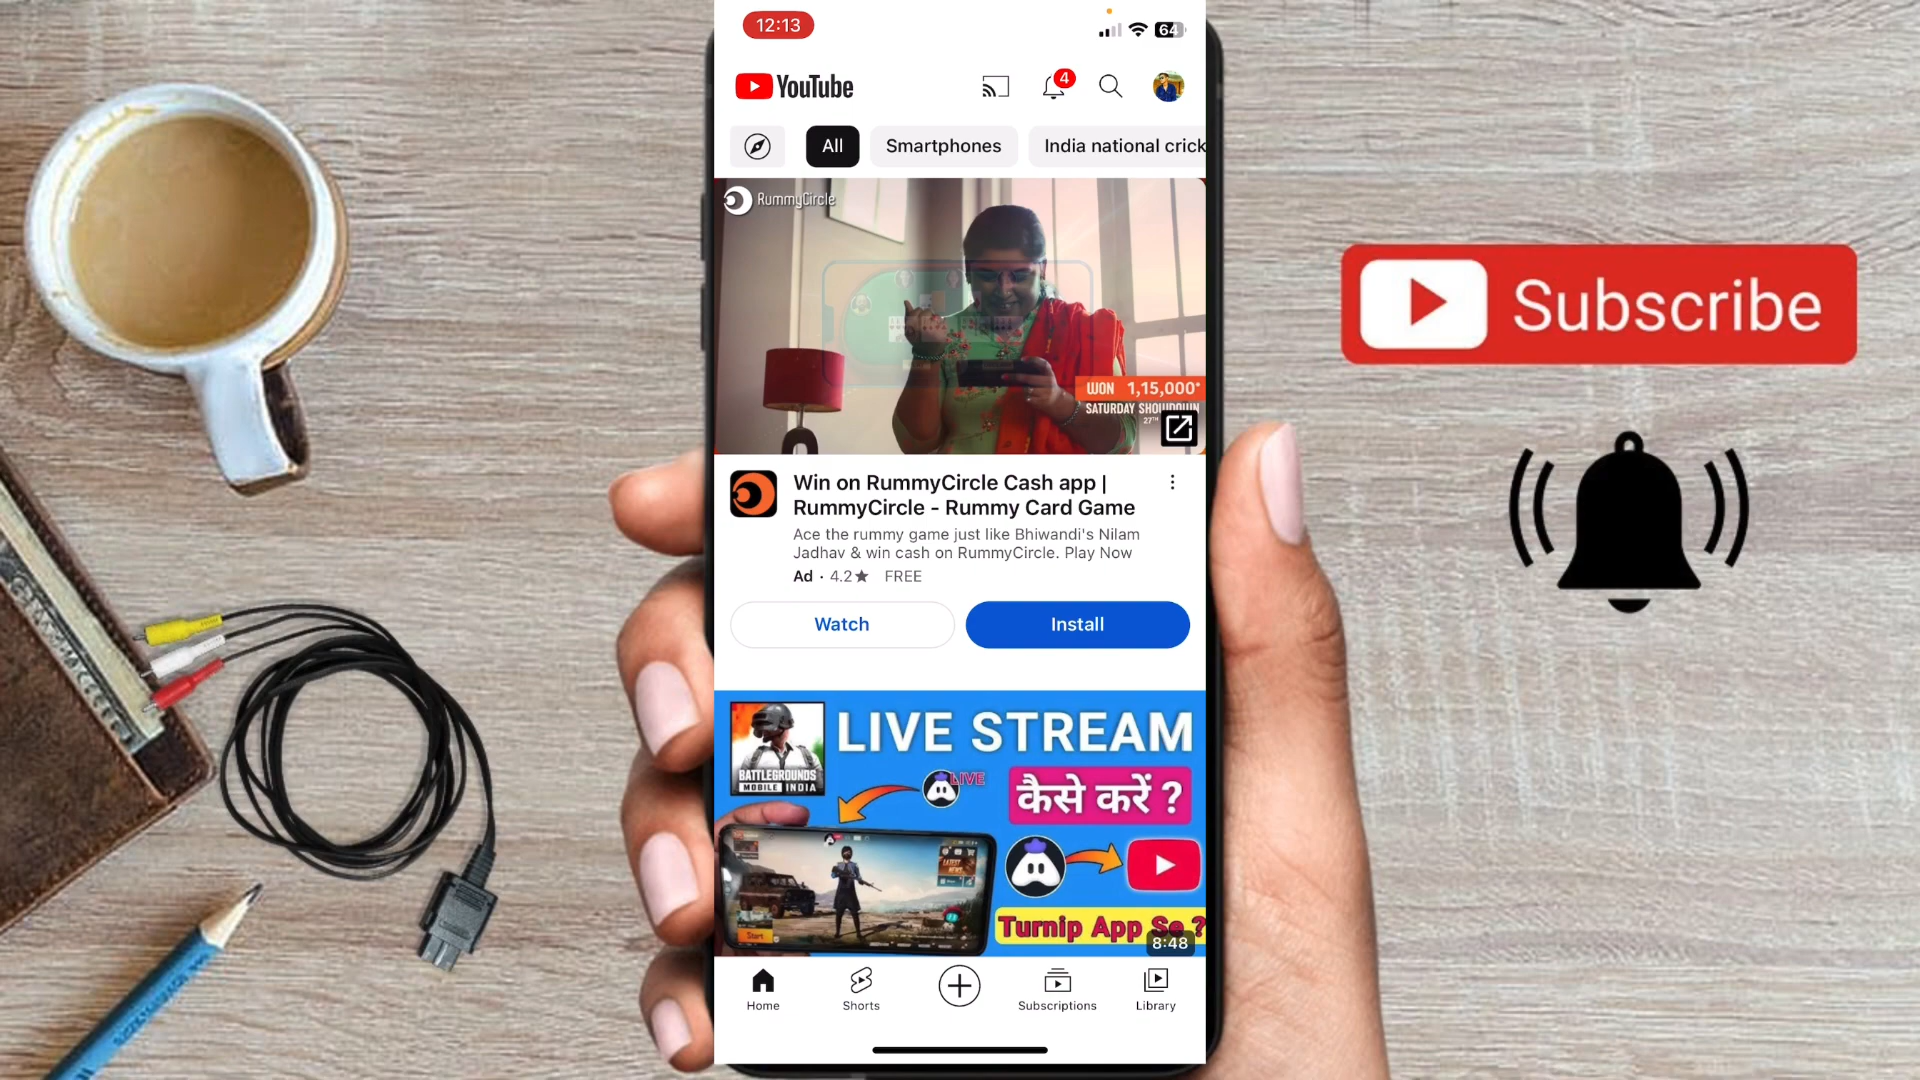 12:13
64
YouTube
4
All
Smartphones
India national crick
RummyCircle
WON 1,15,000*
SATURDAY SHOWDOWN
27TH
Win on RummyCircle Cash app |
RummyCircle - Rummy Card Game
Ace the rummy game just like Bhiwandi's Nilam
Jadhav & win cash on RummyCircle. Play Now
Ad · 4.2★ FREE
Watch
Install
LIVE STREAM
BATTLEGROUNDS
MOBILE INDIA
LIVE
कैसे करें ?
Start
Turnip App Se ?
8:48
Home
Shorts
Subscriptions
Library
Subscribe